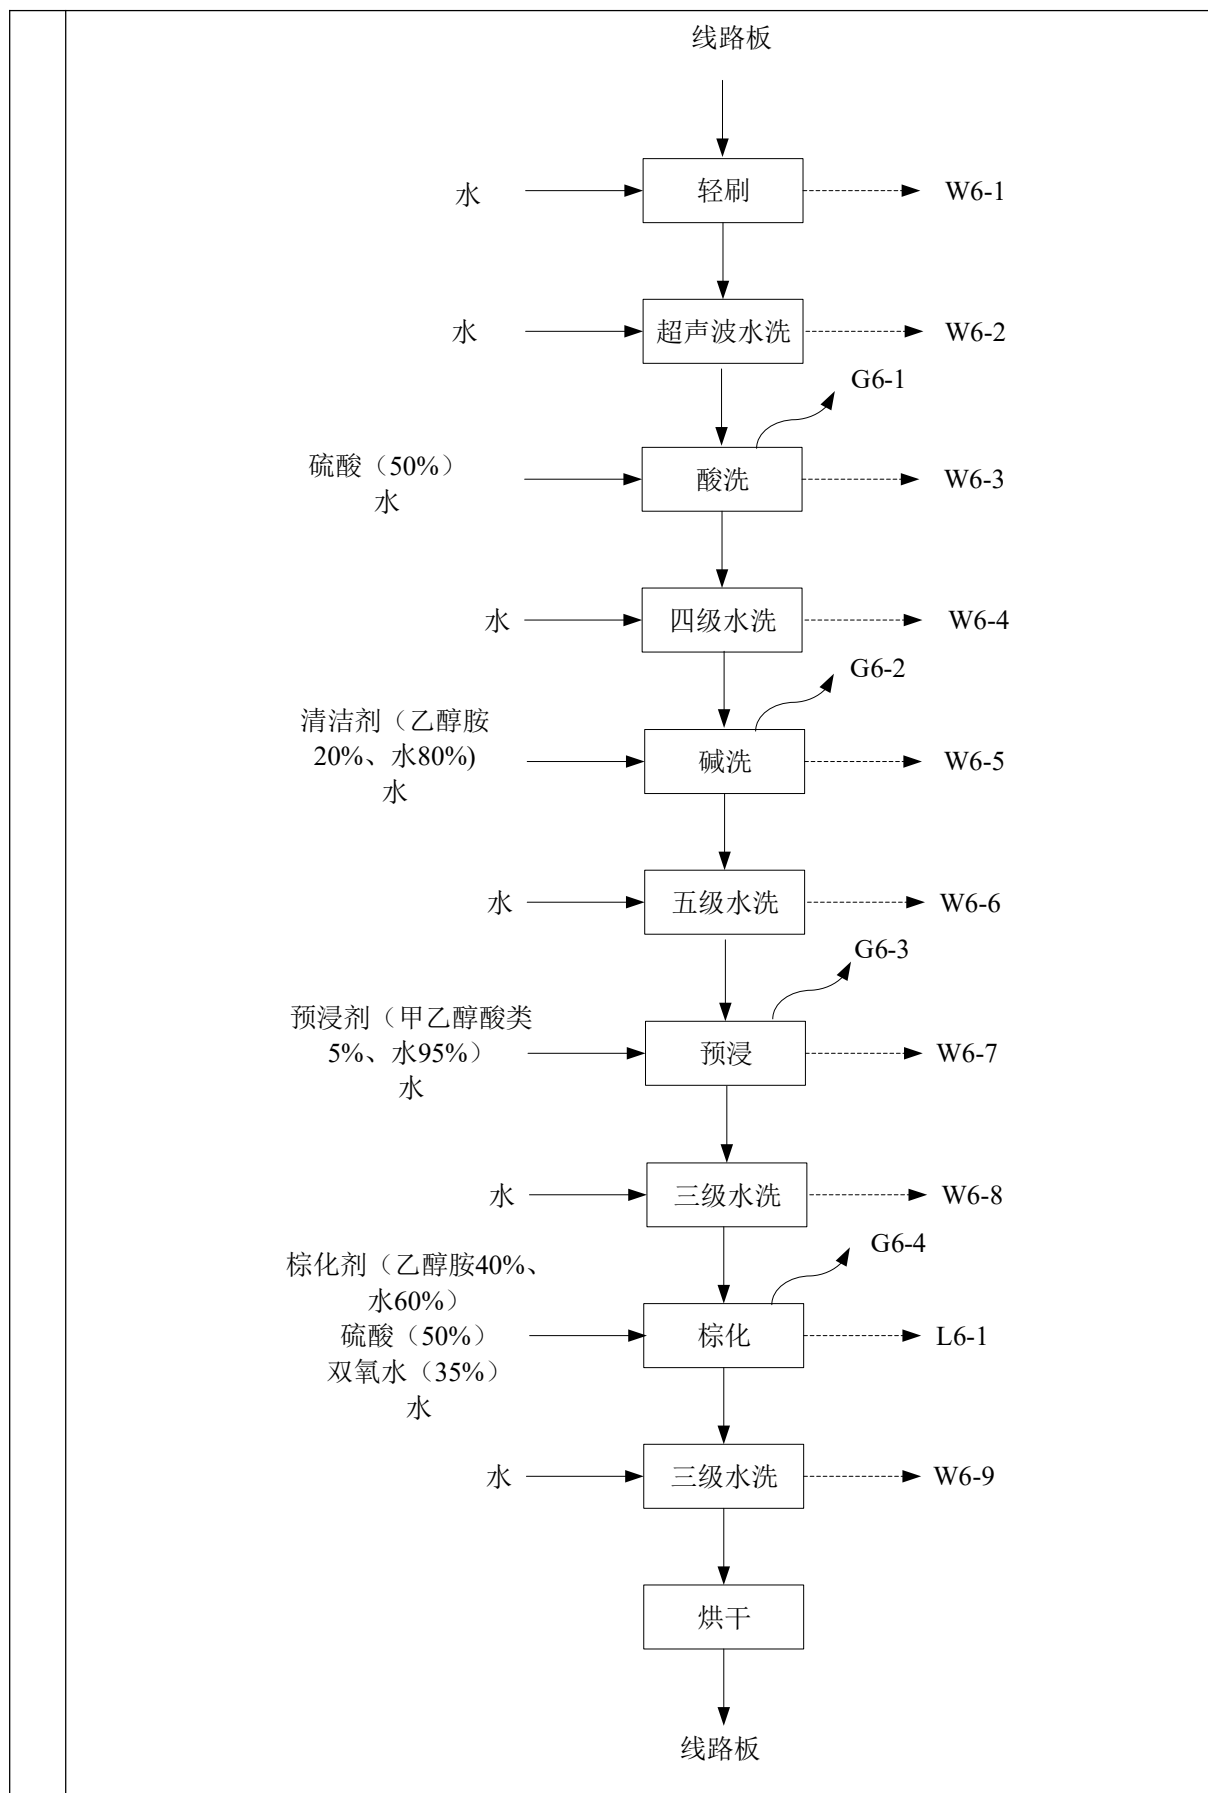 线路板
水
轻刷
W6-1
水
超声波水洗
W6-2
G6-1
硫酸（50%）
水
酸洗
W6-3
水
四级水洗
W6-4
G6-2
清洁剂（乙醇胺
20%、水80%)
水
碱洗
W6-5
水
五级水洗
W6-6
G6-3
预浸剂（甲乙醇酸类
5%、水95%）
水
预浸
W6-7
水
三级水洗
W6-8
G6-4
棕化剂（乙醇胺40%、
水60%）
硫酸（50%）
双氧水（35%）
水
棕化
L6-1
水
三级水洗
W6-9
烘干
线路板